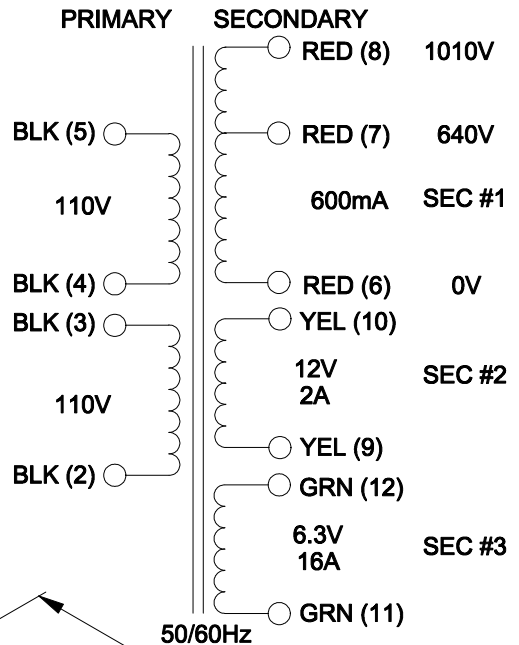 PRIMARY SECONDARY
RED (8) 1010V
BLK (5) RED (7) 640V
110V 600mA SEC #1
BLK (4) RED (6) 0V
BLK (3) YEL (10)
12V SEC #2
2A
110V
BLK (2) YEL (9)
GRN (12)
6.3V SEC #3
16A
GRN (11)
50/60Hz